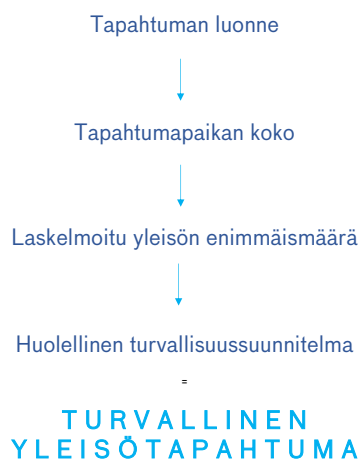 Tapahtuman luonne
Tapahtumapaikan koko
Laskelmoitu yleisön enimmäismäärä
Huolellinen turvallisuussuunnitelma
=
TURVALLINEN
YLEISÖTAPAHTUMA